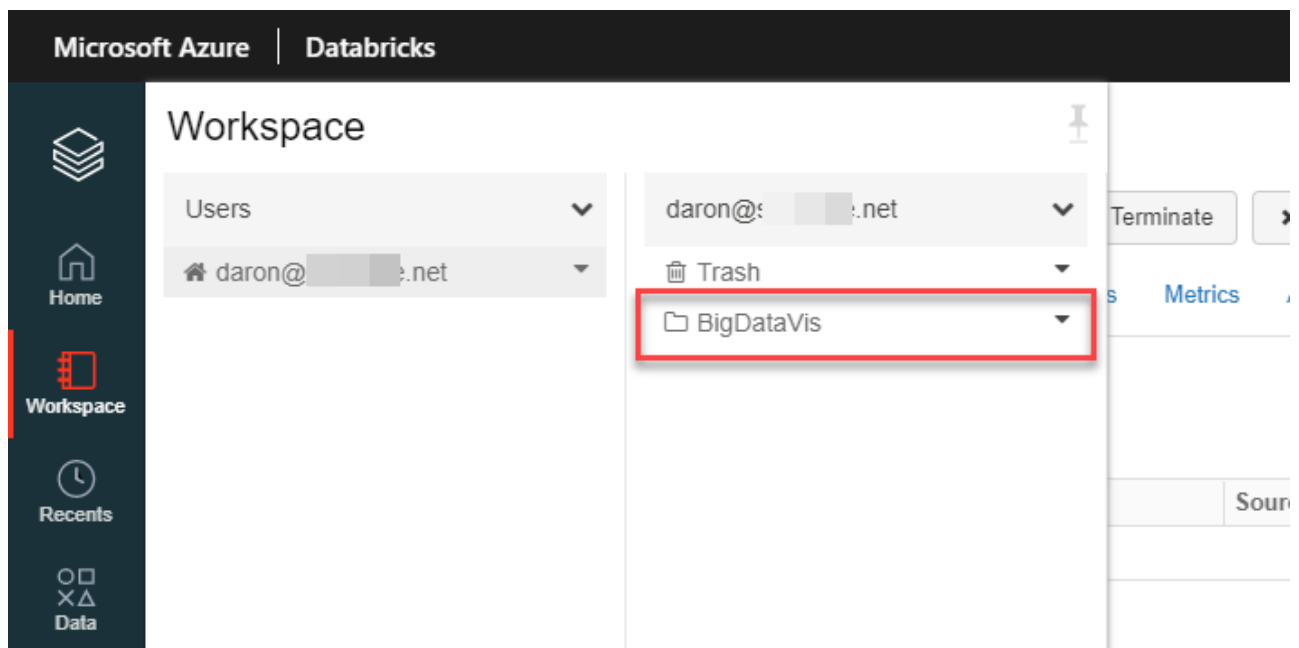 Microsoft Azure Databricks
Workspace
Users
daron@ .net
daron@ .net
Trash
BigDataVis
Home
Workspace
Recents
Data
Terminate
Metrics